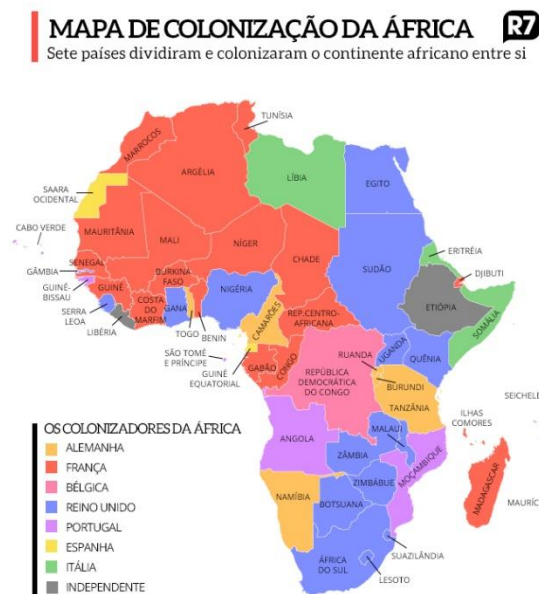 MAPA DE COLONIZAÇÃO DA ÁFRICA
R7
Sete países dividiram e colonizaram o continente africano entre si
TUNÍSIA
MARROCOS
ARGÉLIA
LÍBIA
EGITO
SAARA
OCIDENTAL
CABO VERDE
MAURITÂNIA
MALI
NÍGER
CHADE
SUDÃO
ERITRÉIA
DJIBUTI
SENEGAL
GÂMBIA
GUINÉ-
BISSAU
GUINÉ
BURKINA
FASO
SERRA
LEOA
LIBÉRIA
COSTA
DO
MARFIM
GANA
TOGO
BENIN
NIGÉRIA
CAMARÕES
REP.CENTRO-
AFRICANA
ETIÓPIA
SOMÁLIA
SÃO TOMÉ
E PRÍNCIPE
GUINÉ
EQUATORIAL
GABÃO
CONGO
REPÚBLICA
DEMOCRÁTICA
DO CONGO
RUANDA
UGANDA
QUÊNIA
BURUNDI
TANZÂNIA
SEICHELE
ILHAS
COMORES
ANGOLA
ZÂMBIA
MALAUI
MOÇAMBIQUE
ZIMBÁBUE
NAMÍBIA
BOTSUANA
MADAGASCAR
MAURÍC
SUAZILÂNDIA
LESOTO
ÁFRICA
DO SUL
OS COLONIZADORES DA ÁFRICA
ALEMANHA
FRANÇA
BÉLGICA
REINO UNIDO
PORTUGAL
ESPANHA
ITÁLIA
INDEPENDENTE